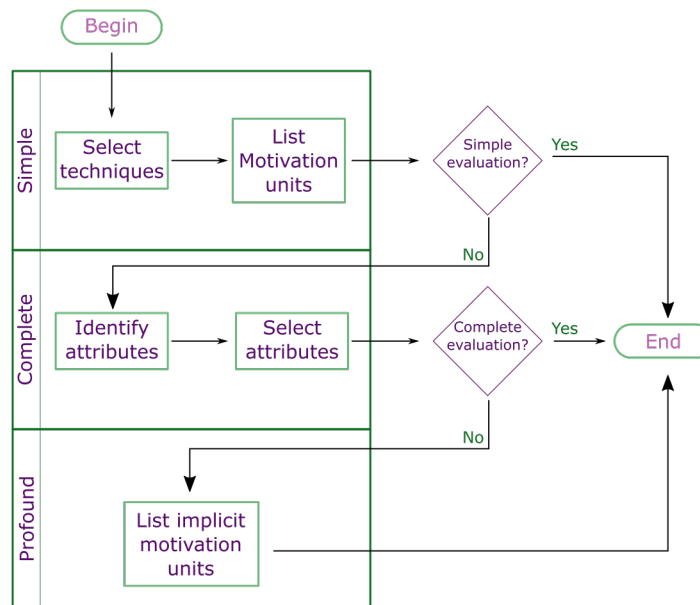 Begin
Simple
Select
techniques
List
Motivation
units
Simple
evaluation?
Yes
No
Complete
Identify
attributes
Select
attributes
Complete
evaluation?
Yes
End
No
Profound
List implicit
motivation
units